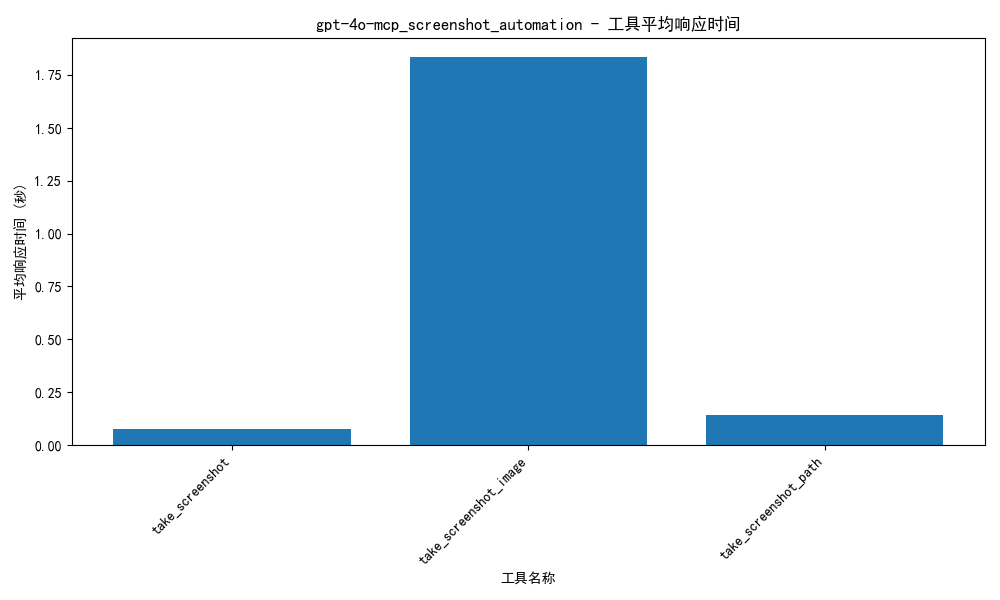 gpt-4o-mcp_screenshot_automation - 工具平均响应时间
平均响应时间 (秒)
1.75
1.50
1.25
1.00
0.75
0.50
0.25
0.00
take_screenshot
take_screenshot_image
take_screenshot_path
工具名称